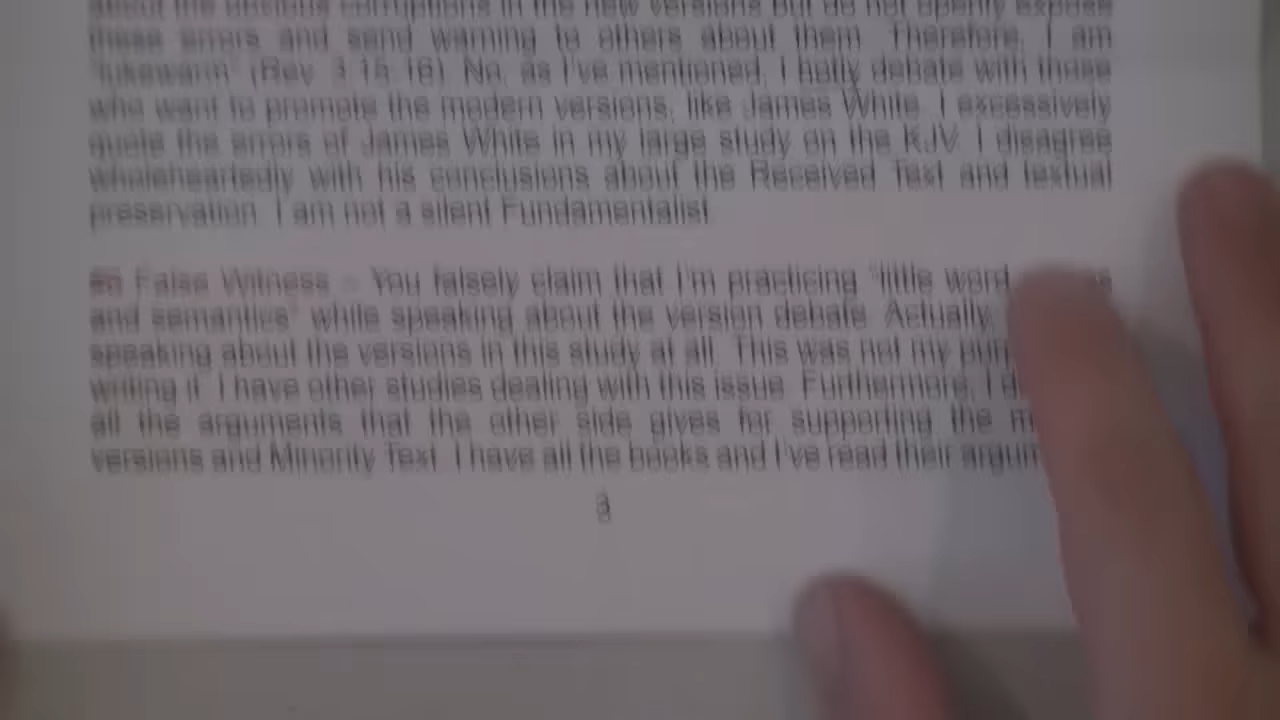 about the obvious corruptions in the new versions but do not openly expose
these errors and send warning to others about them. Therefore, I am
"lukewarm" (Rev. 3:15-16). No, as I've mentioned, I hotly debate with those
who want to promote the modern versions, like James White. I excessively
quote the errors of James White in my large study on the KJV. I disagree
wholeheartedly with his conclusions about the Received Text and textual
preservation. I am not a silent Fundamentalist.
#5 False Witness - You falsely claim that I'm practicing "little word
and semantics" while speaking about the version debate. Actually,
speaking about the versions in this study at all. This was not my
writing it. I have other studies dealing with this issue. Furthermore, I
all the arguments that the other side gives for supporting the
versions and Minority Text. I have all the books and I've read their
3